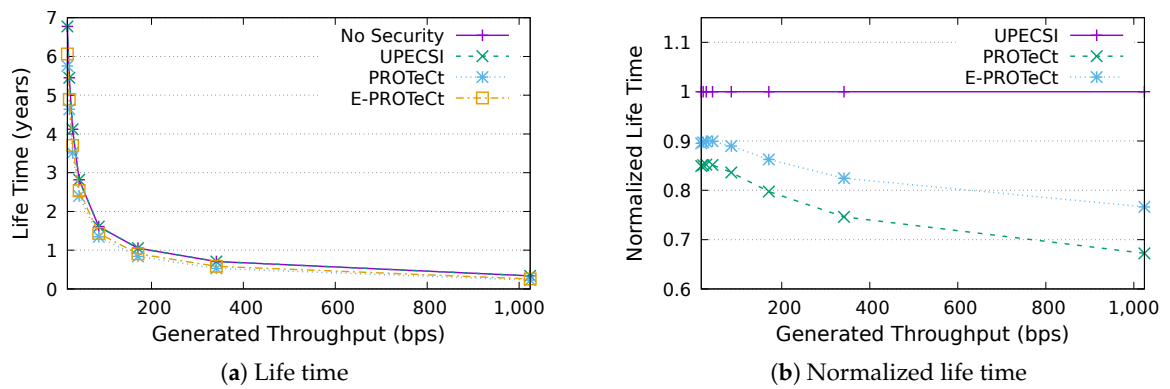 Life Time (years)
7
6
5
4
3
2
1
0
No Security
UPECSI
PROTeCt
E-PROTeCt
200
400
600
800
1,000
Generated Throughput (bps)
(a) Life time
Normalized Life Time
1.1
1
0.9
0.8
0.7
0.6
UPECSI
PROTeCt
E-PROTeCt
200
400
600
800
1,000
Generated Throughput (bps)
(b) Normalized life time